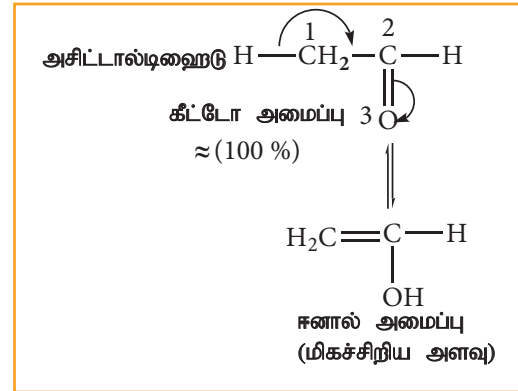 1 2
அசிட்டால்டிஹைடு H—CH₂—C—H
கீட்டோ அமைப்பு 3 O
≈ (100 %)
H₂C=C—H
OH
ஈனால் அமைப்பு
(மிகச்சிறிய அளவு)